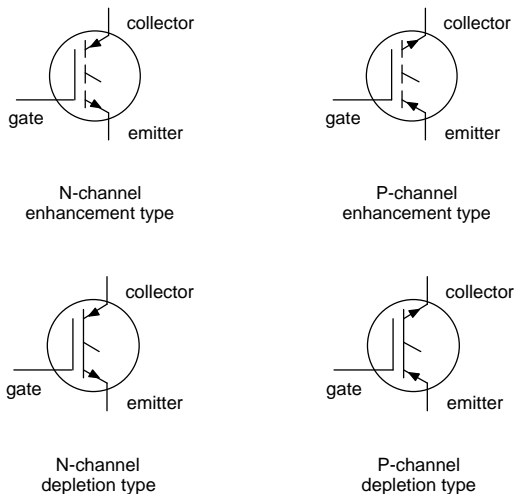 collector
gate
emitter
N-channel
enhancement type
collector
gate
emitter
P-channel
enhancement type
collector
gate
emitter
N-channel
depletion type
collector
gate
emitter
P-channel
depletion type